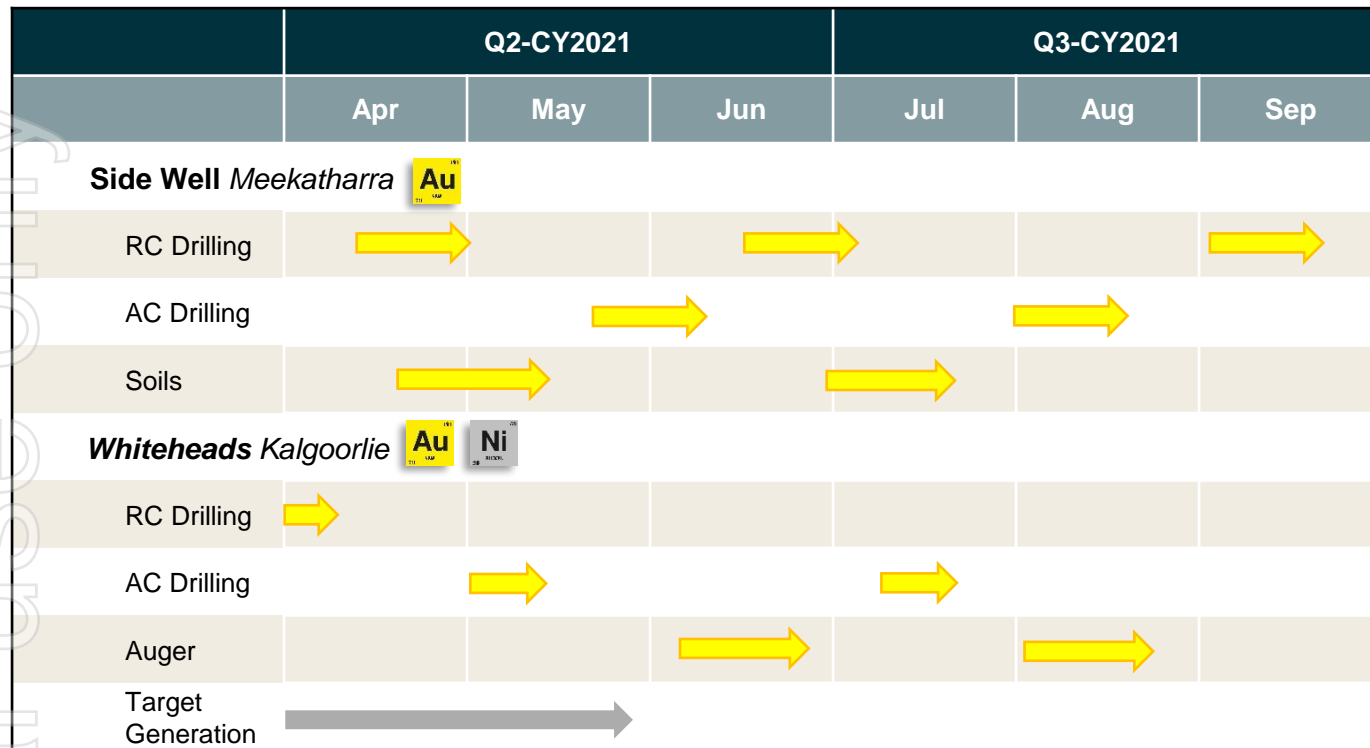 Q2-CY2021 Q3-CY2021
Apr May Jun Jul Aug Sep
Side Well Meekatharra Au
RC Drilling
AC Drilling
Soils
Whiteheads Kalgoorlie Au Ni
RC Drilling
AC Drilling
Auger
Target
Generation